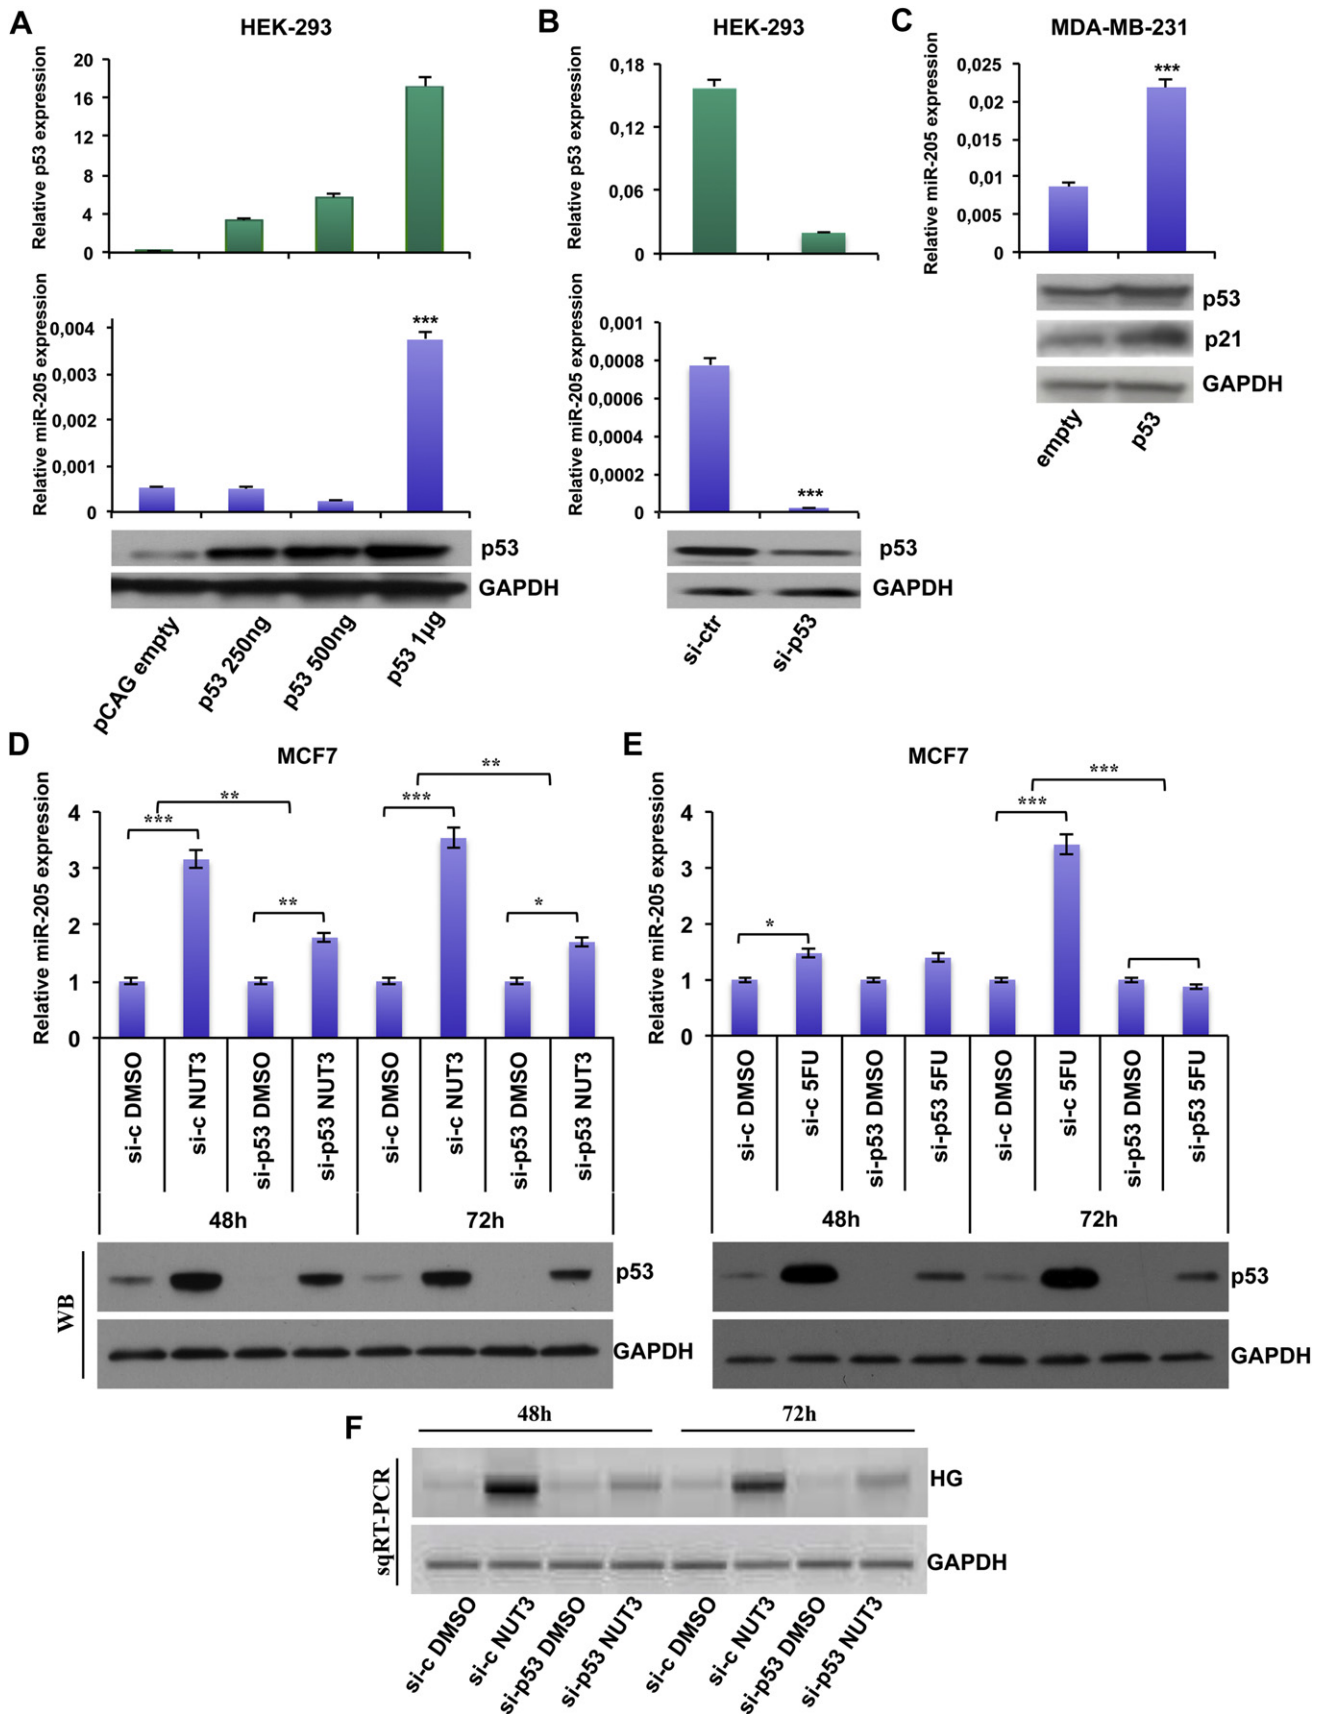 A
HEK-293
Relative p53 expression
20
16
12
8
4
0
Relative miR-205 expression
0,004
0,003
0,002
0,001
0
***
p53
GAPDH
pCAG empty
p53 250ng
p53 500ng
p53 1µg
B
HEK-293
Relative p53 expression
0,18
0,12
0,06
0
Relative miR-205 expression
0,001
0,0008
0,0006
0,0004
0,0002
0
***
p53
GAPDH
si-ctr
si-p53
C
MDA-MB-231
Relative miR-205 expression
0,025
0,02
0,015
0,01
0,005
0
***
p53
p21
GAPDH
empty
p53
D
MCF7
Relative miR-205 expression
4
3
2
1
0
***
**
**
***
**
*
si-c DMSO
si-c NUT3
si-p53 DMSO
si-p53 NUT3
si-c DMSO
si-c NUT3
si-p53 DMSO
si-p53 NUT3
48h
72h
WB
p53
GAPDH
E
MCF7
Relative miR-205 expression
4
3
2
1
0
*
***
***
si-c DMSO
si-c 5FU
si-p53 DMSO
si-p53 5FU
si-c DMSO
si-c 5FU
si-p53 DMSO
si-p53 5FU
48h
72h
p53
GAPDH
F
48h
72h
sqRT-PCR
HG
GAPDH
si-c DMSO
si-c NUT3
si-p53 DMSO
si-p53 NUT3
si-c DMSO
si-c NUT3
si-p53 DMSO
si-p53 NUT3